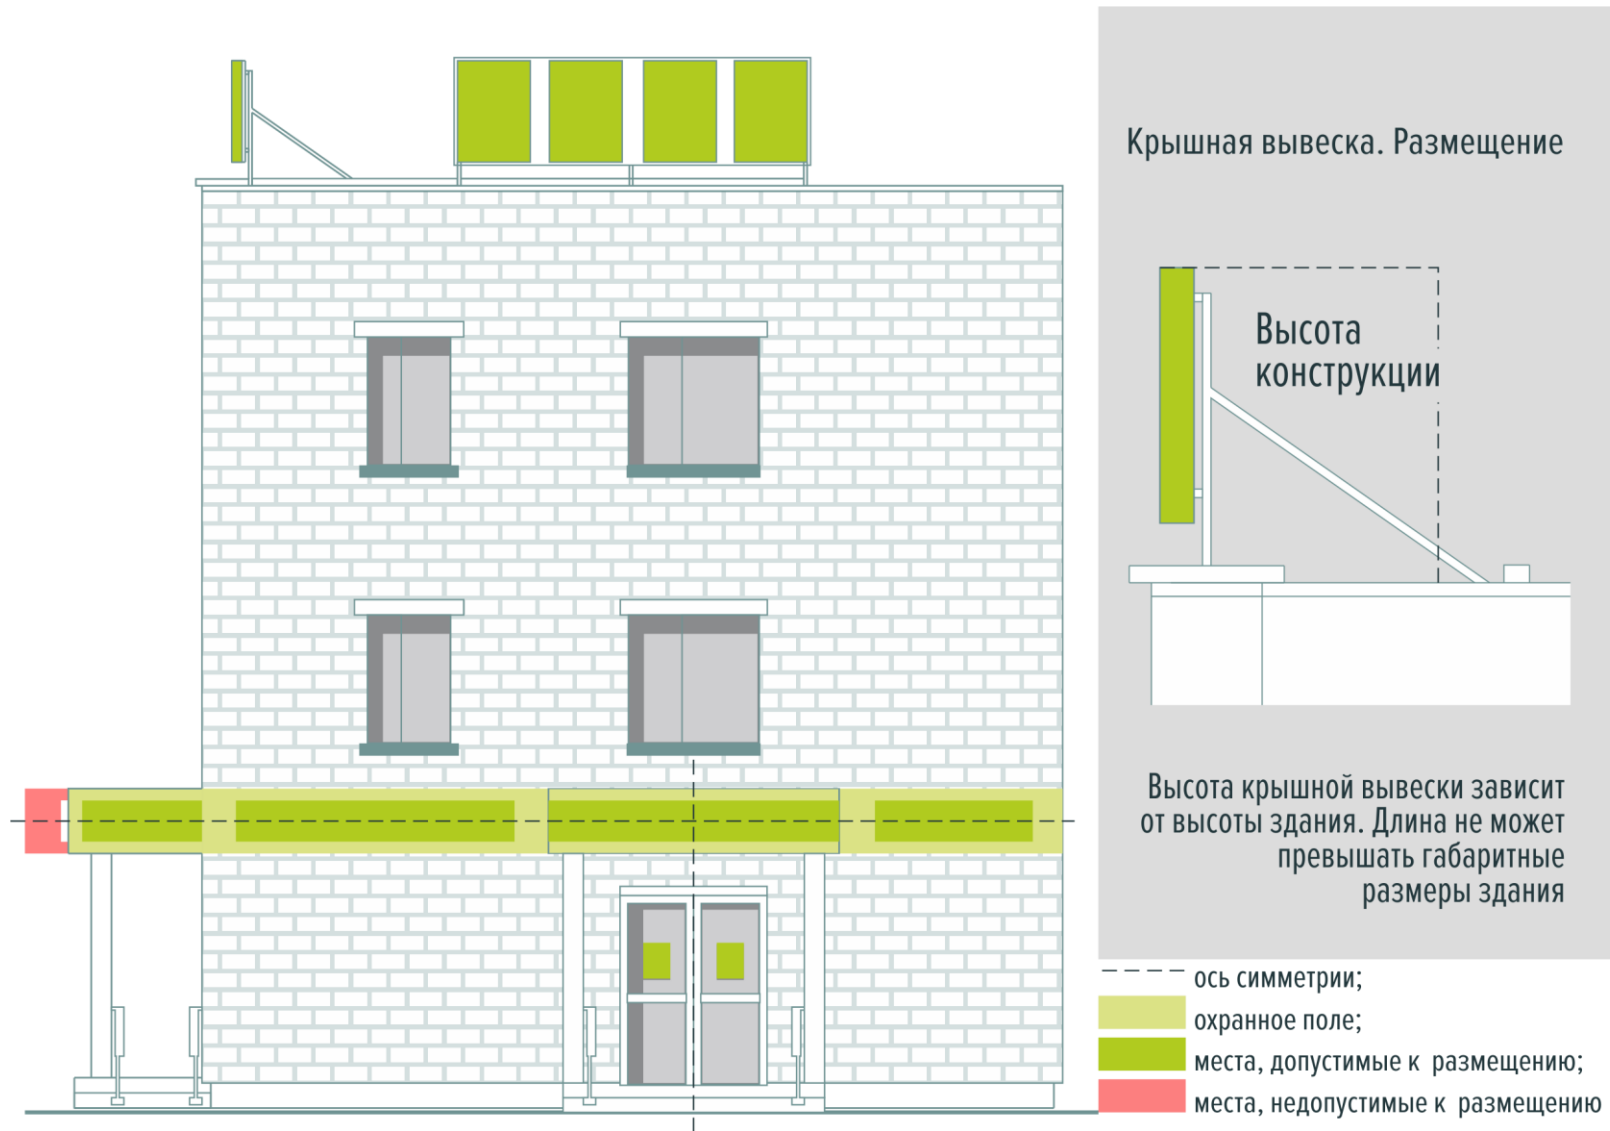 Крышная вывеска. Размещение
Высота
конструкции
Высота крышной вывески зависит
от высоты здания. Длина не может
превышать габаритные
размеры здания
ось симметрии;
охранное поле;
места, допустимые к размещению;
места, недопустимые к размещению